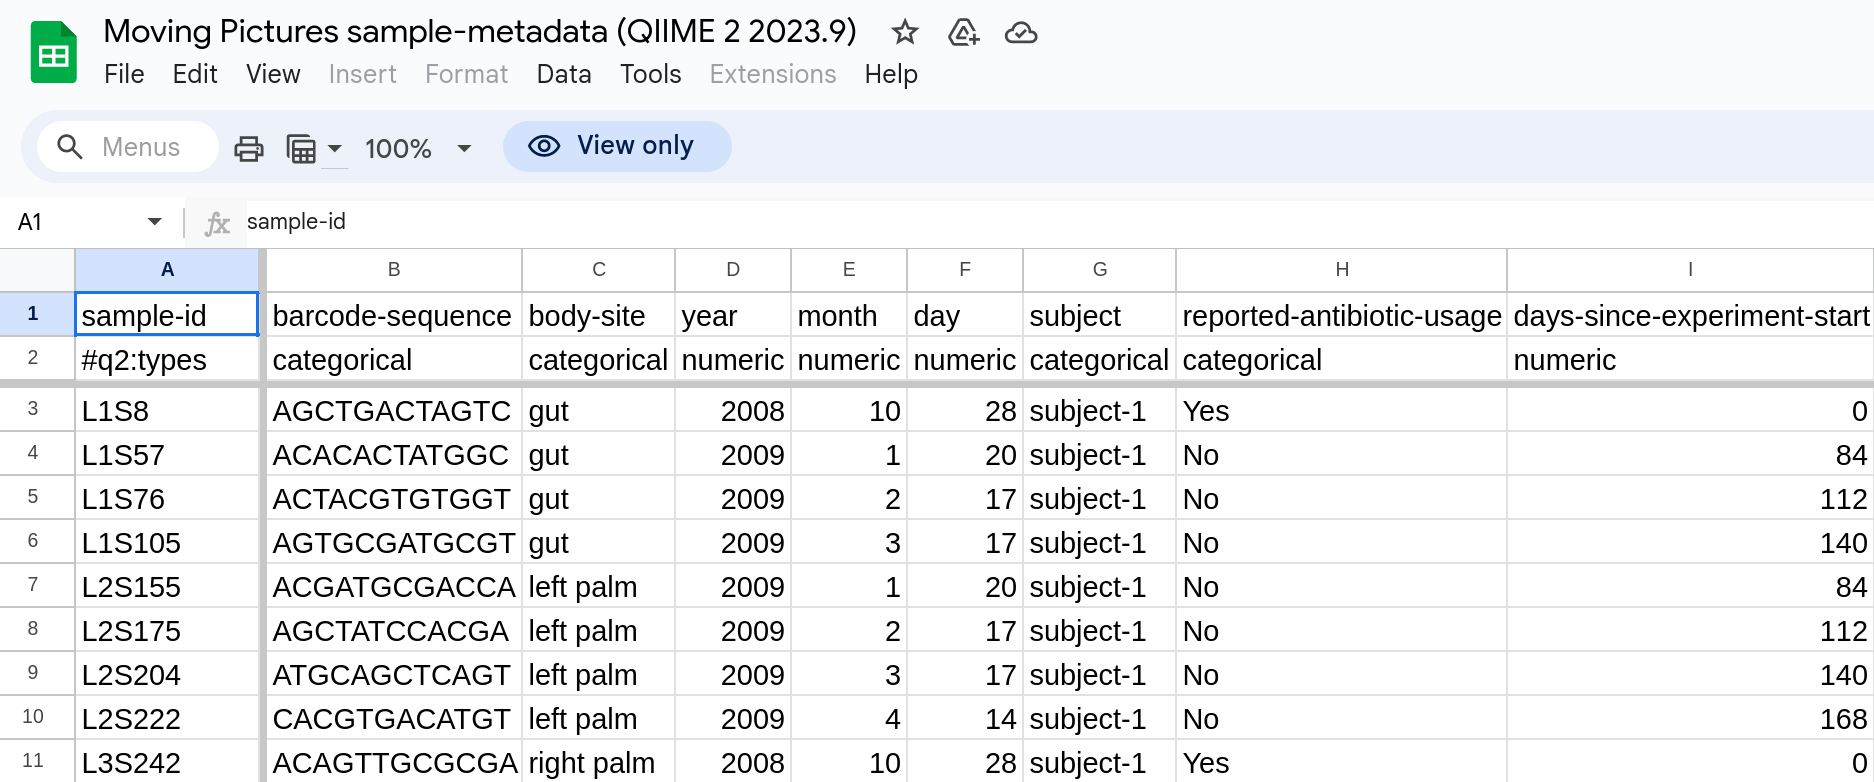 Moving Pictures sample-metadata (QIIME 2 2023.9)
File Edit View Insert Format Data Tools Extensions Help
Menus 100% View only
A1 fx sample-id
A B C D E F G H I
1 sample-id barcode-sequence body-site year month day subject reported-antibiotic-usage days-since-experiment-start
2 #q2:types categorical categorical numeric numeric numeric categorical categorical numeric
3 L1S8 AGCTGACTAGTC gut 2008 10 28 subject-1 Yes 0
4 L1S57 ACACACTATGGC gut 2009 1 20 subject-1 No 84
5 L1S76 ACTACGTGTGGT gut 2009 2 17 subject-1 No 112
6 L1S105 AGTGCGATGCGT gut 2009 3 17 subject-1 No 140
7 L2S155 ACGATGCGACCA left palm 2009 1 20 subject-1 No 84
8 L2S175 AGCTATCCACGA left palm 2009 2 17 subject-1 No 112
9 L2S204 ATGCAGCTCAGT left palm 2009 3 17 subject-1 No 140
10 L2S222 CACGTGACATGT left palm 2009 4 14 subject-1 No 168
11 L3S242 ACAGTTGCGCGA right palm 2008 10 28 subject-1 Yes 0